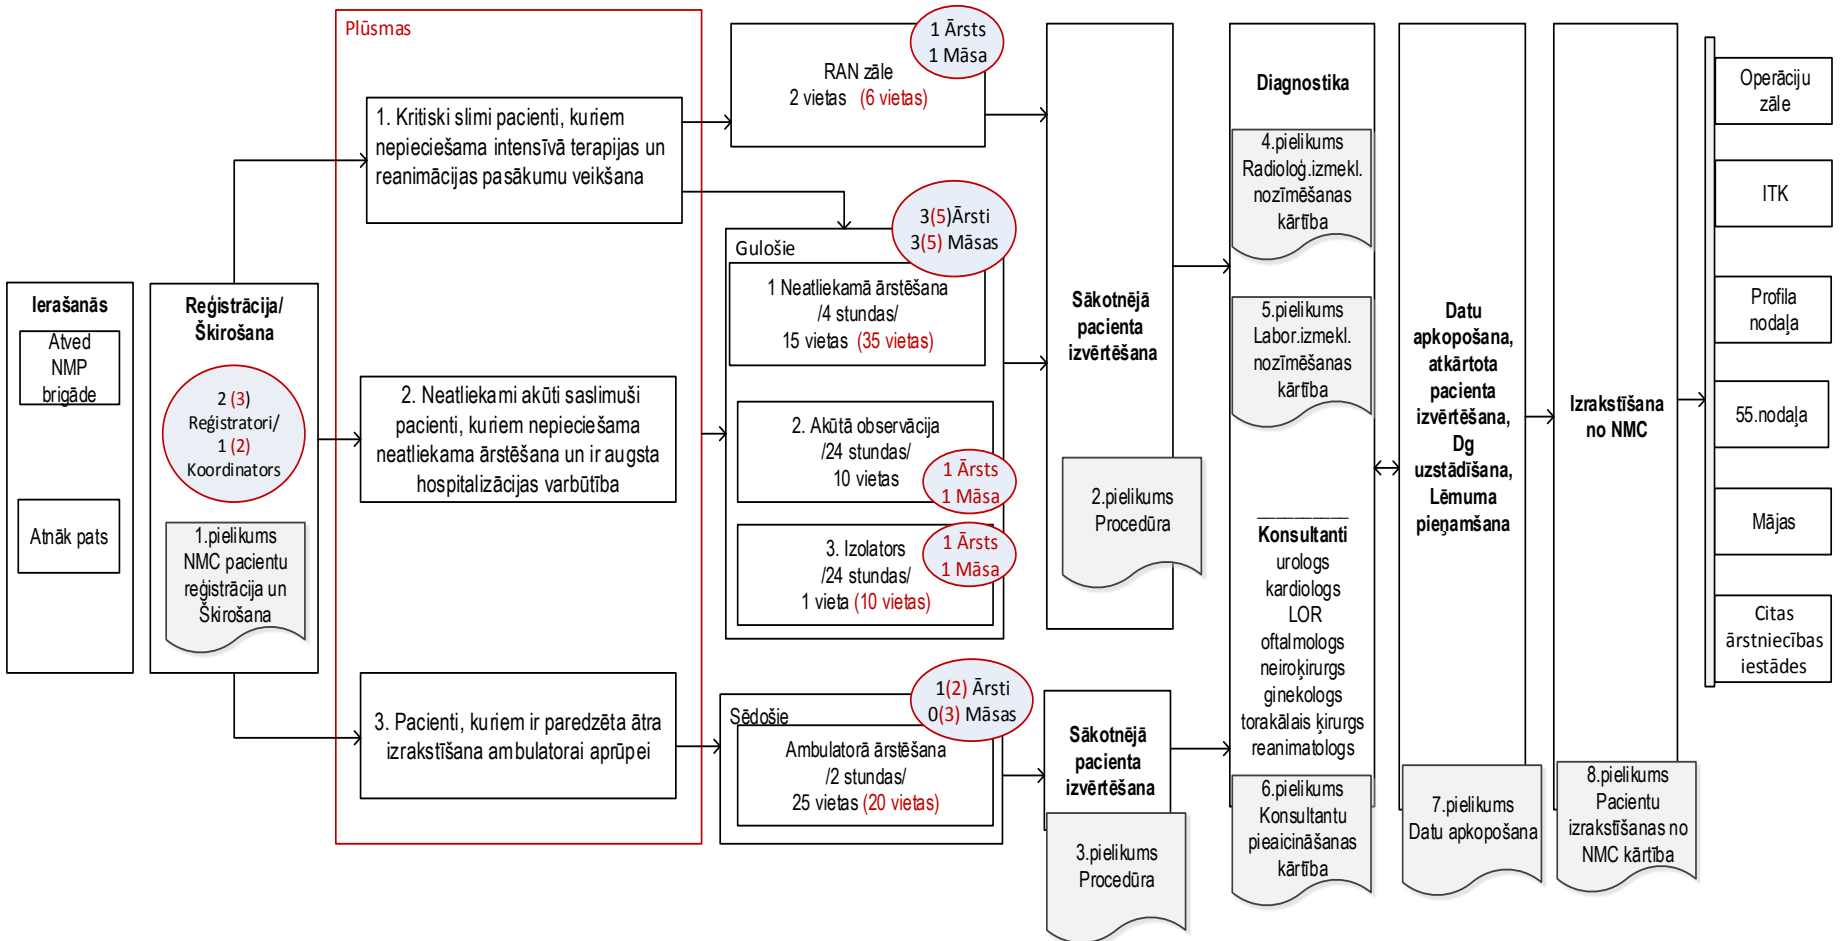 Ierašanās
Atved
NMP
brigāde
Atnāk pats
Reģistrācija/
Škirošana
2 (3)
Reģistratori/
1 (2)
Koordinators
1.pielikums
NMC pacientu
reģistrācija un
Škirošana
Plūsmas
1. Kritiski slimi pacienti, kuriem
nepieciešama intensīvā terapijas un
reanimācijas pasākumu veikšana
2. Neatliekami akūti saslimuši
pacienti, kuriem nepieciešama
neatliekama ārstēšana un ir augsta
hospitalizācijas varbūtība
3. Pacienti, kuriem ir paredzēta ātra
izrakstīšana ambulatorai aprūpei
1 Ārsts
1 Māsa
RAN zāle
2 vietas (6 vietas)
3(5)Ārsti
3(5) Māsas
Gulošie
1 Neatliekamā ārstēšana
/4 stundas/
15 vietas (35 vietas)
2. Akūtā observācija
/24 stundas/
10 vietas
1 Ārsts
1 Māsa
3. Izolators
/24 stundas/
1 vieta (10 vietas)
1 Ārsts
1 Māsa
1(2) Ārsti
0(3) Māsas
Sēdošie
Ambulatorā ārstēšana
/2 stundas/
25 vietas (20 vietas)
Sākotnējā
pacienta
izvērtēšana
2.pielikums
Procedūra
Sākotnējā
pacienta
izvērtēšana
3.pielikums
Procedūra
Diagnostika
4.pielikums
Radioloģ.izmekl.
nozīmēšanas
kārtība
5.pielikums
Labor.izmekl.
nozīmēšanas
kārtība
Konsultanti
urologs
kardiologs
LOR
oftalmologs
neiroķirurgs
ginekologs
torakālais ķirurgs
reanimatologs
6.pielikums
Konsultantu
pieaicināšanas
kārtība
Datu
apkopošana,
atkārtota
pacienta
izvērtēšana,
Dg
uzstādīšana,
Lēmuma
pieņamšana
7.pielikums
Datu apkopošana
Izrakstīšana
no NMC
8.pielikums
Pacientu
izrakstīšanas no
NMC kārtība
Operāciju
zāle
ITK
Profila
nodaļa
55.nodaļa
Mājas
Citas
ārstniecības
iestādes